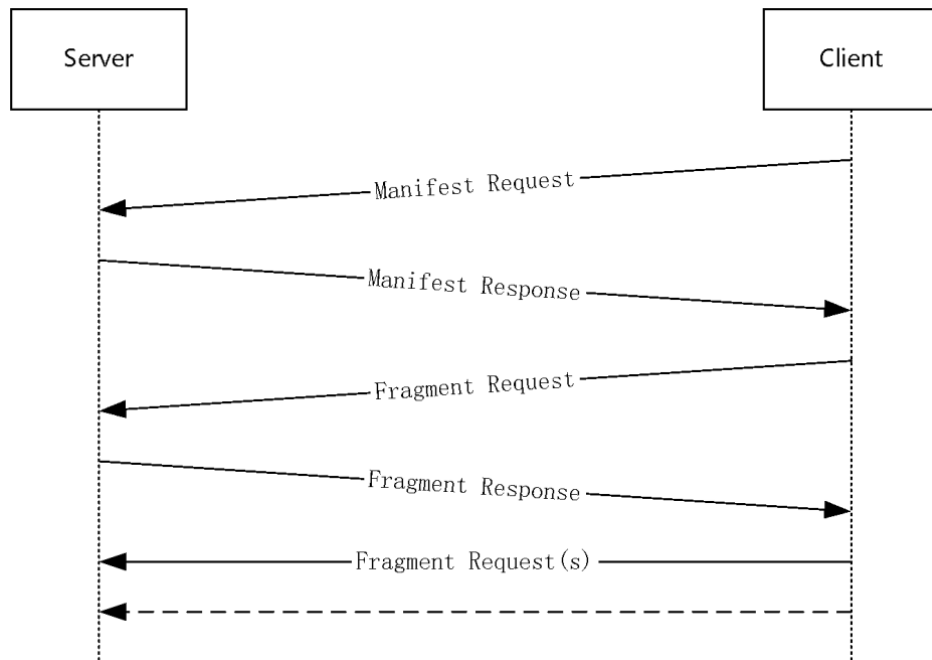 Server
Client
Manifest Request
Manifest Response
Fragment Request
Fragment Response
Fragment Request(s)